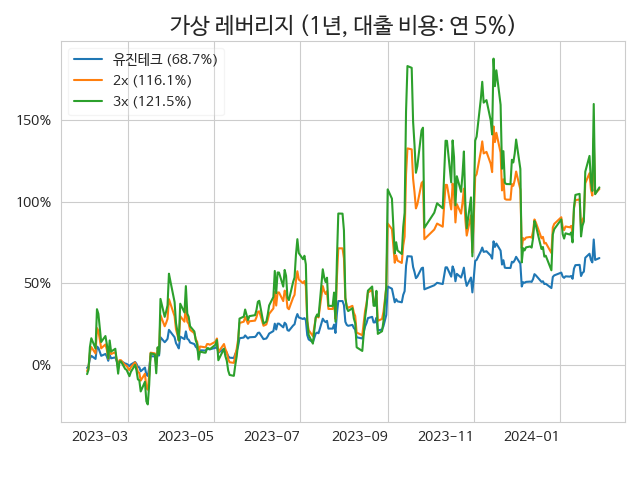 가상 레버리지 (1년, 대출 비용: 연 5%)
유진테크 (68.7%)
2x (116.1%)
3x (121.5%)
150%
100%
50%
0%
2023-03 2023-05 2023-07 2023-09 2023-11 2024-01